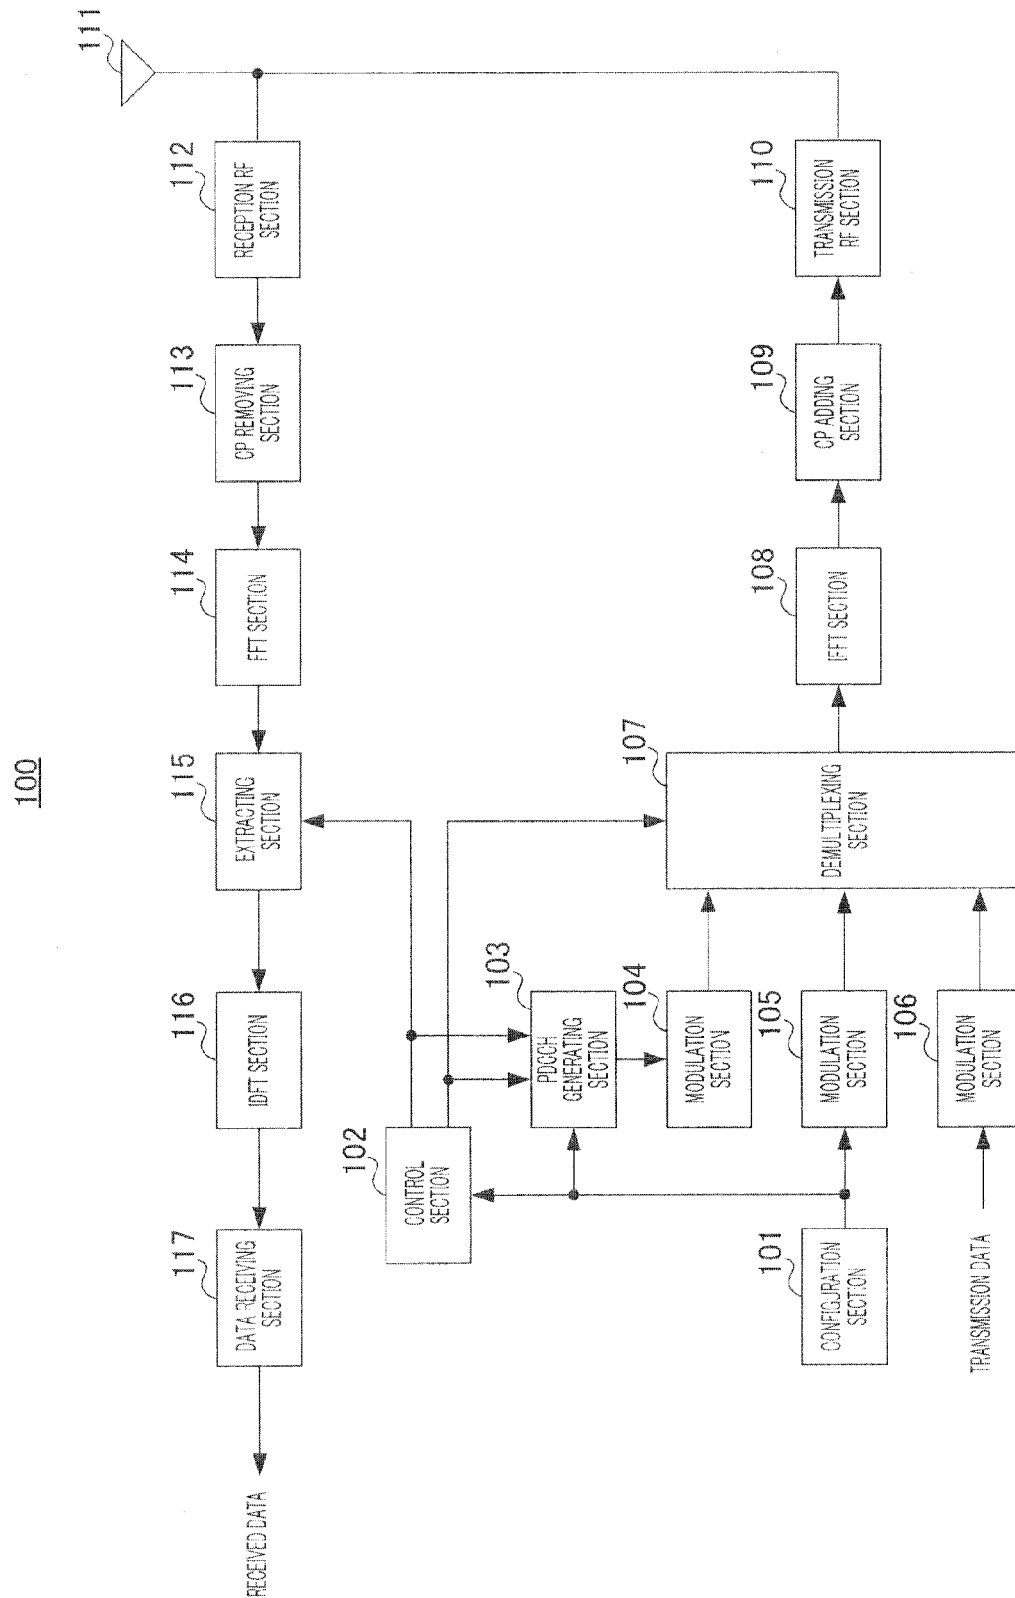 100
101
CONFIGURATION
SECTION
TRANSMISSION DATA
102
CONTROL
SECTION
103
PDCCH
GENERATING
SECTION
104
MODULATION
SECTION
105
MODULATION
SECTION
106
MODULATION
SECTION
107
DEMULTIPLEXING
SECTION
108
IFFT SECTION
109
CP ADDING
SECTION
110
TRANSMISSION
RF SECTION
111
112
RECEPTION RF
SECTION
113
CP REMOVING
SECTION
114
FFT SECTION
115
EXTRACTING
SECTION
116
IDFT SECTION
117
DATA RECEIVING
SECTION
RECEIVED DATA